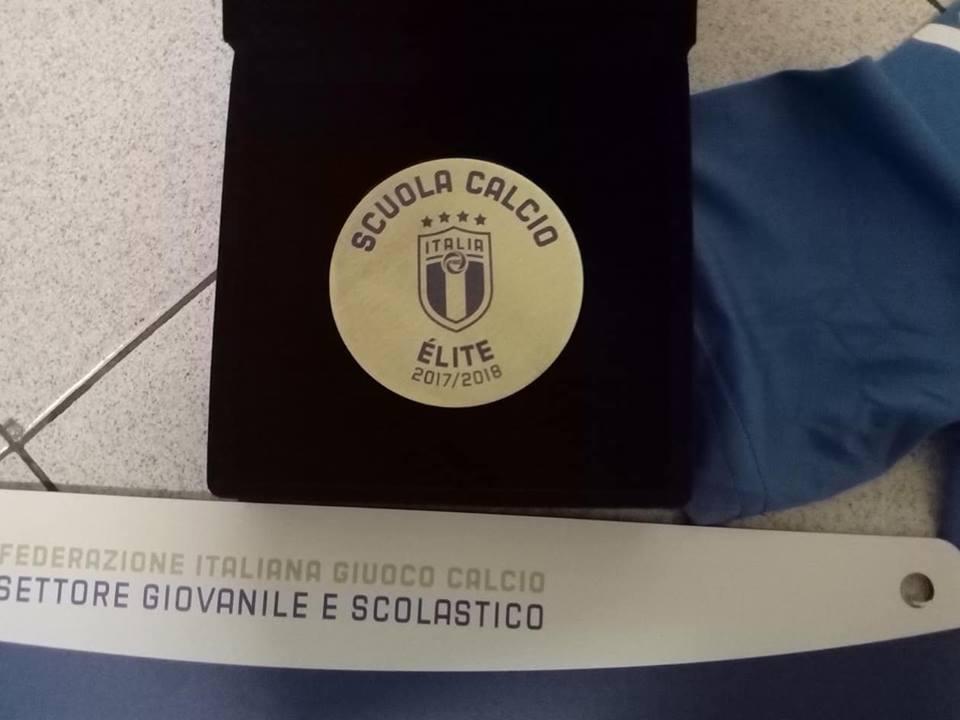 SCUOLA CALCIO
ITALIA
ÉLITE
2017/2018
FEDERAZIONE ITALIANA GIUOCO CALCIO
SETTORE GIOVANILE E SCOLASTICO